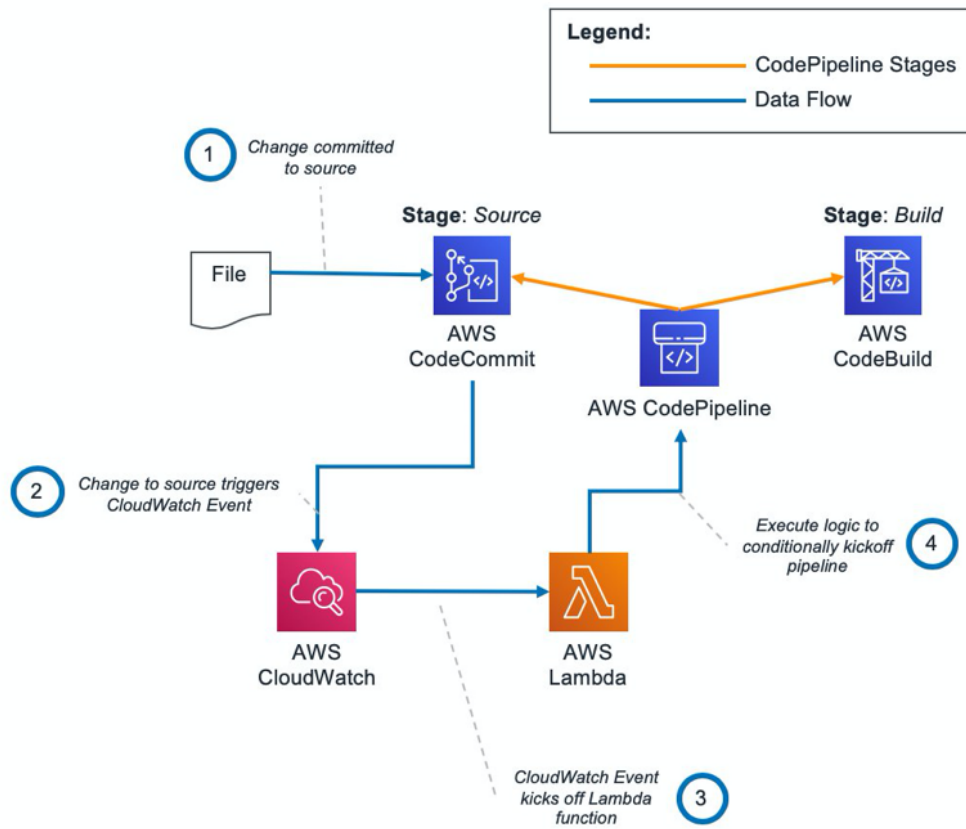 Legend:
CodePipeline Stages
Data Flow
1
Change committed
to source
Stage: Source
Stage: Build
File
AWS
CodeCommit
AWS
CodeBuild
AWS CodePipeline
2
Change to source triggers
CloudWatch Event
Execute logic to
conditionally kickoff
pipeline
4
AWS
CloudWatch
AWS
Lambda
CloudWatch Event
kicks off Lambda
function
3